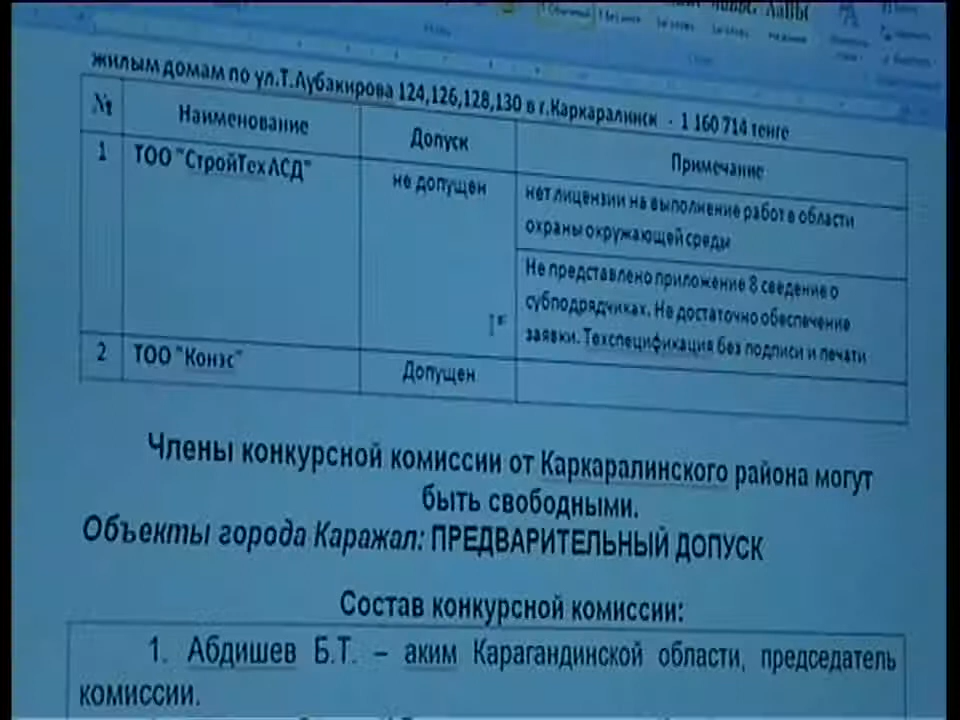 жилым домам по ул.Т.Аубакирова 124,126,128,130 в г.Каркаралинск - 1 160 714 тенге
№ Наименование Допуск Примечание
1 ТОО "СтройТехАСД" не допущен нет лицензии на выполнение работ в области
охраны окружающей среды
Не представлено приложение 8 сведение о
субподрядчиках. Не достаточно обеспечение
заявки. Техспецификация без подписи и печати
2 ТОО "Конэс" Допущен
Члены конкурсной комиссии от Каркаралинского района могут
быть свободными.
Объекты города Каражал: ПРЕДВАРИТЕЛЬНЫЙ ДОПУСК
Состав конкурсной комиссии:
1. Абдишев Б.Т. – аким Карагандинской области, председатель
комиссии.